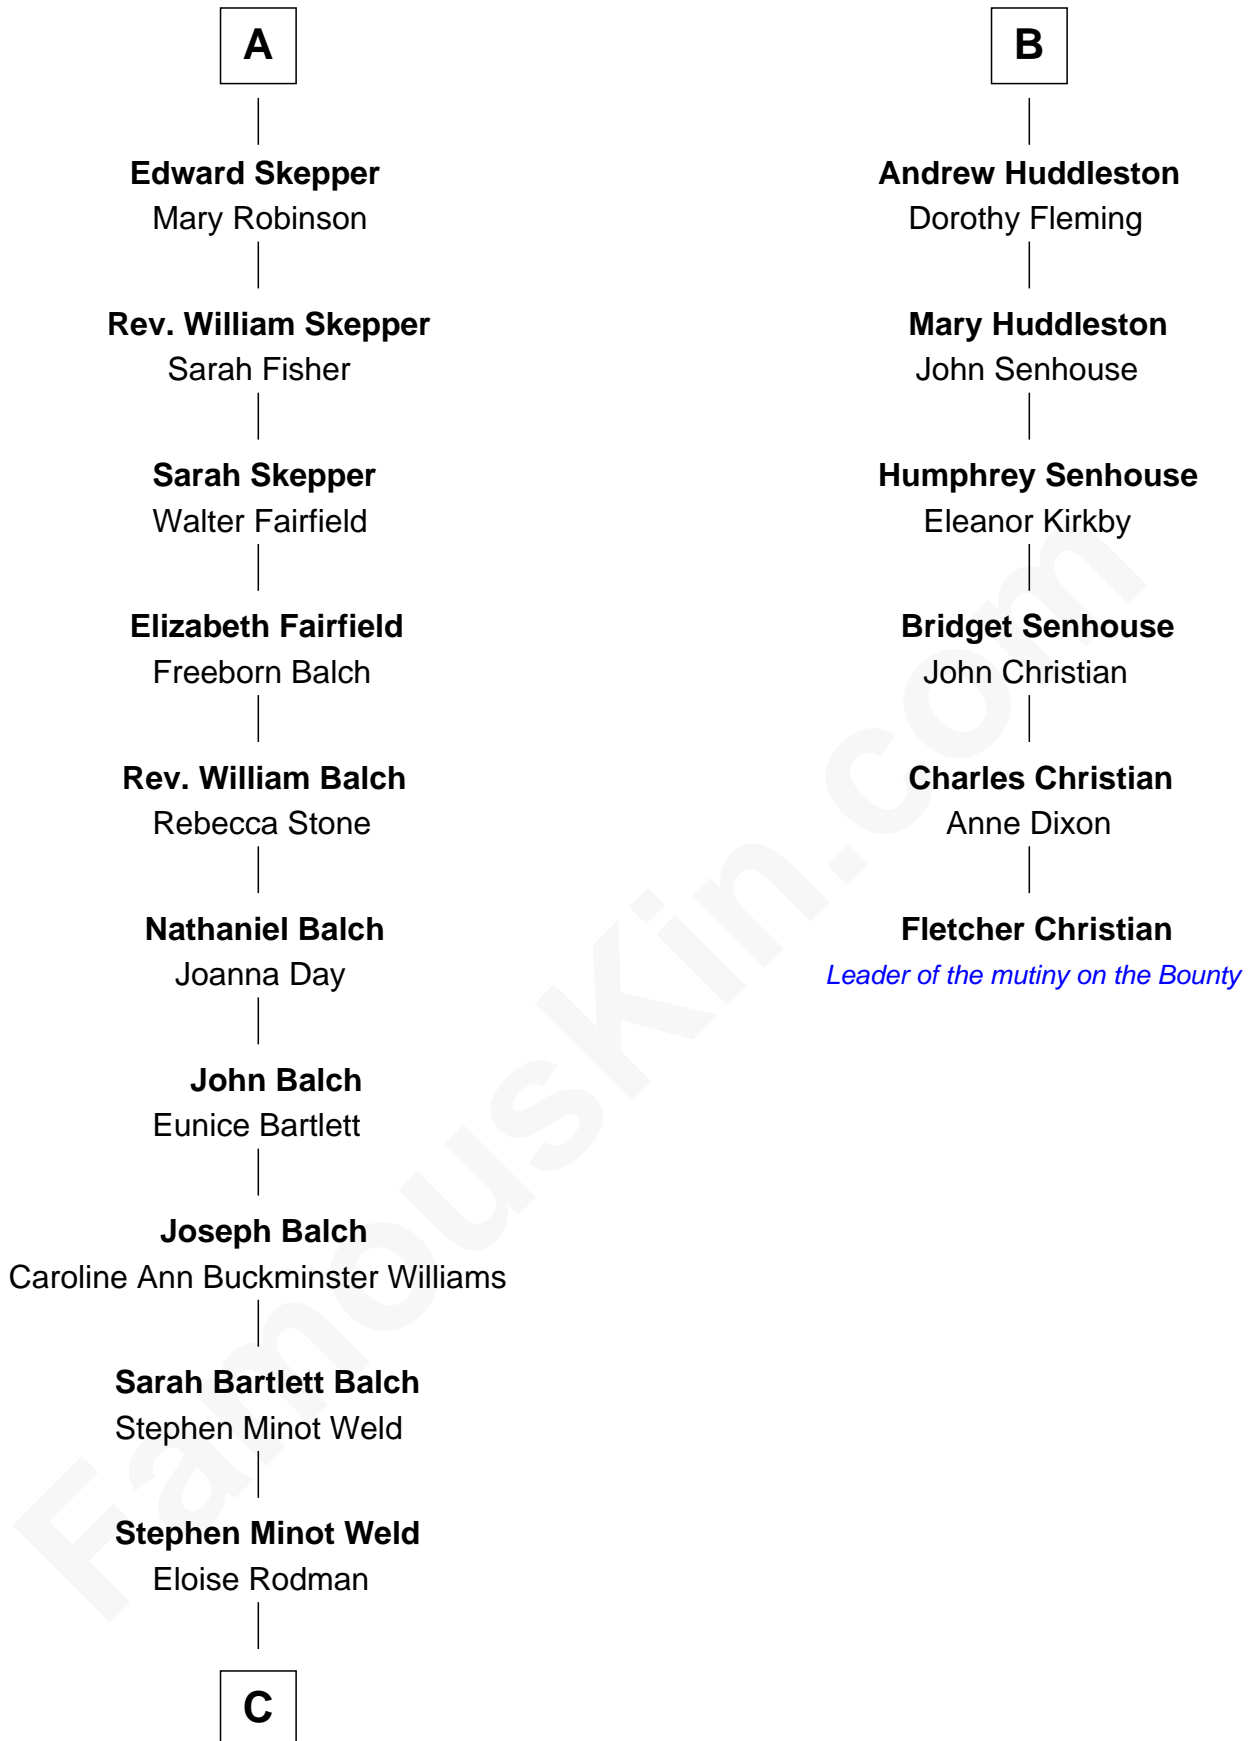 A
Edward Skepper
Mary Robinson
Rev. William Skepper
Sarah Fisher
Sarah Skepper
Walter Fairfield
Elizabeth Fairfield
Freeborn Balch
Rev. William Balch
Rebecca Stone
Nathaniel Balch
Joanna Day
John Balch
Eunice Bartlett
Joseph Balch
Caroline Ann Buckminster Williams
Sarah Bartlett Balch
Stephen Minot Weld
Stephen Minot Weld
Eloise Rodman
C
B
Andrew Huddleston
Dorothy Fleming
Mary Huddleston
John Senhouse
Humphrey Senhouse
Eleanor Kirkby
Bridget Senhouse
John Christian
Charles Christian
Anne Dixon
Fletcher Christian
Leader of the mutiny on the Bounty
FamousKin.com